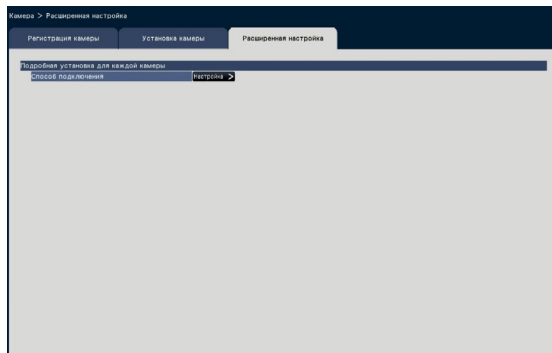 Камера > Расширенная настройка
Регистрация камеры Установка камеры Расширенная настройка
Подробная установка для каждой камеры
Способ подключения Настройка >